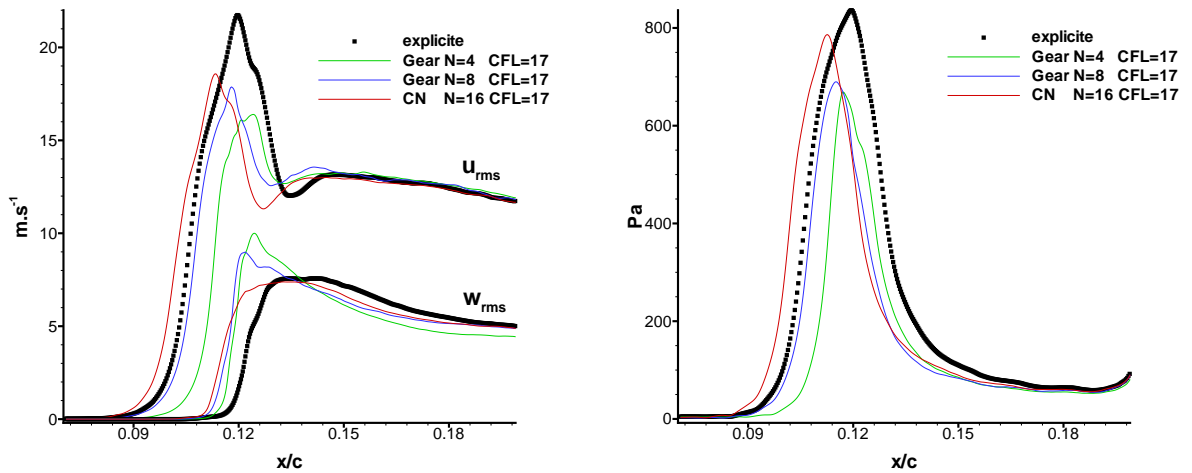 explicite
Gear N=4 CFL=17
Gear N=8 CFL=17
CN N=16 CFL=17
20
15
10
5
0
m.s-1
urms
wrms
0.09 0.12 0.15 0.18
x/c
explicite
Gear N=4 CFL=17
Gear N=8 CFL=17
CN N=16 CFL=17
800
600
400
200
0
Pa
0.09 0.12 0.15 0.18
x/c